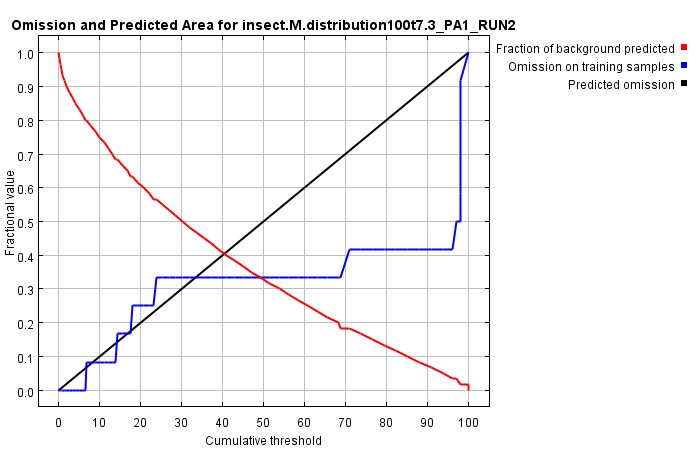 Omission and Predicted Area for insect.M.distribution100t7.3_PA1_RUN2
Fraction of background predicted
Omission on training samples
Predicted omission
Fractional value
1.0
0.9
0.8
0.7
0.6
0.5
0.4
0.3
0.2
0.1
0.0
0 10 20 30 40 50 60 70 80 90 100
Cumulative threshold